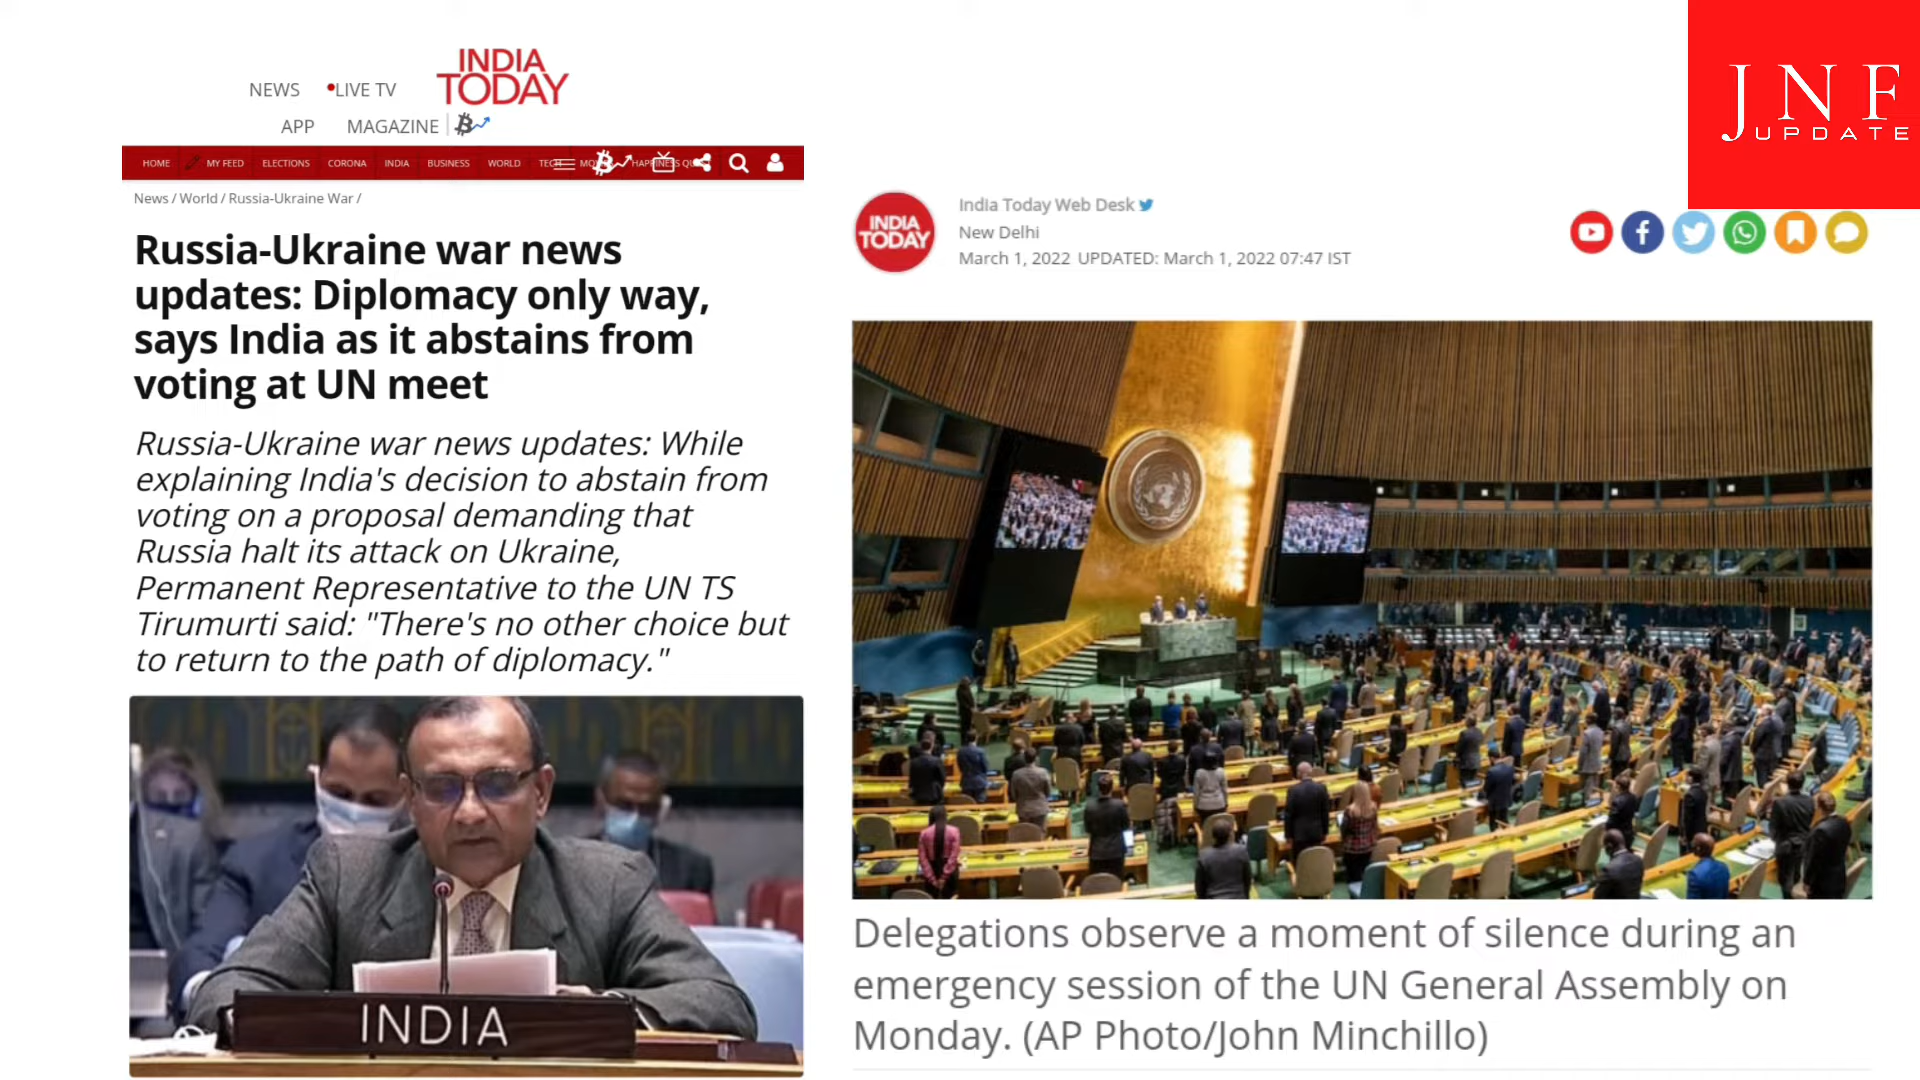 INDIA
TODAY
NEWS
LIVE TV
APP
MAGAZINE
HOME
MY FEED
ELECTIONS
CORONA
INDIA
BUSINESS
WORLD
News / World / Russia-Ukraine War /
Russia-Ukraine war news
updates: Diplomacy only way,
says India as it abstains from
voting at UN meet
Russia-Ukraine war news updates: While
explaining India's decision to abstain from
voting on a proposal demanding that
Russia halt its attack on Ukraine,
Permanent Representative to the UN TS
Tirumurti said: "There's no other choice but
to return to the path of diplomacy."
INDIA
JNF
UPDATE
INDIA
TODAY
India Today Web Desk
New Delhi
March 1, 2022 UPDATED: March 1, 2022 07:47 IST
Delegations observe a moment of silence during an
emergency session of the UN General Assembly on
Monday. (AP Photo/John Minchillo)